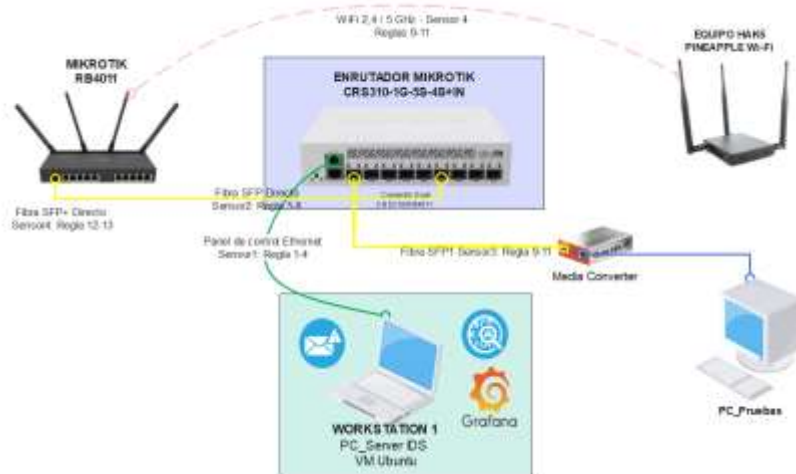 WiFi 2,4 / 5 GHz - Sensor 4
Reglas 9-11
MIKROTIK
RB4011
ENRUTADOR MIKROTIK
CRS310-1G-5S-4S+IN
EQUIPO HAK5
PINEAPPLE Wi-Fi
Fibra SFP Directo
Sensor2: Regla 5-8
Fibra SFP+ Directo:
Sensor4: Regla 12-13
Panel de control Ethernet
Sensor1: Regla 1-4
Fibra SFP1 Sensor3: Regla 9-11
Media Converter
PC_Pruebas
Grafana
WORKSTATION 1
PC_Server IDS
VM Ubuntu